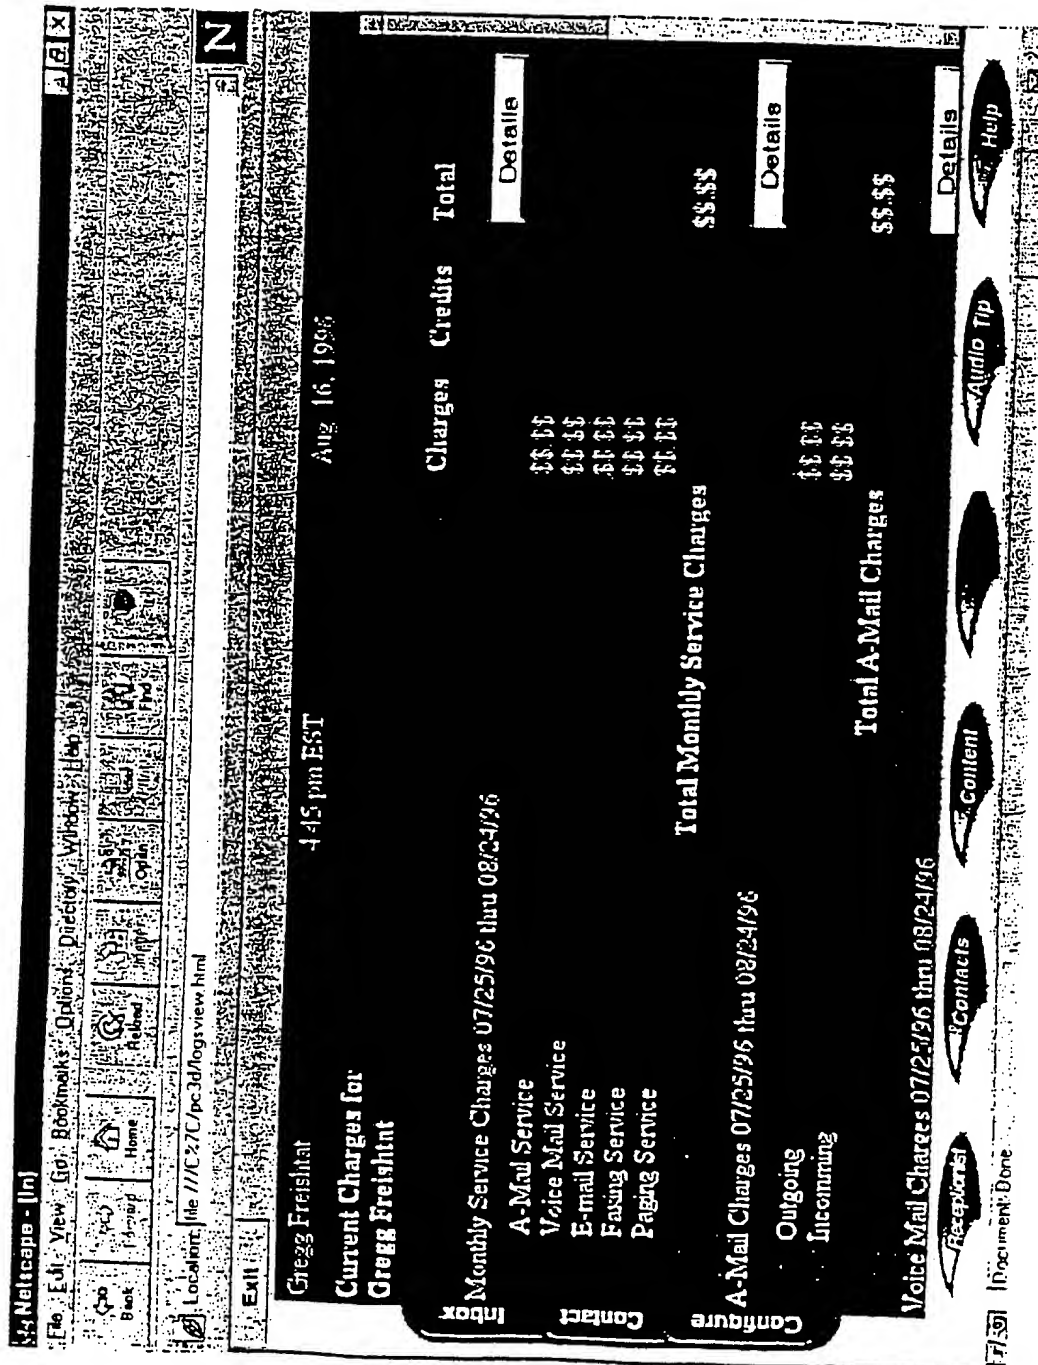 Netscape - [In]
File Edit View Go Bookmarks Options Directory Window Help
Back Forward Home Reload Images Open Find
Location: file:///C%7C/pc3d/logsview.html
N
Exit
Gregg Freishtat 4:45 pm EST Aug 16, 1996
Current Charges for
Gregg Freishtat
Charges Credits Total
Monthly Service Charges 07/25/96 thru 08/24/96 Details
A-Mail Service $$.$$
Voice Mail Service $$.$$
E-mail Service $$.$$
Faxing Service $$.$$
Paging Service $$.$$
Total Monthly Service Charges $$.$$
A-Mail Charges 07/25/96 thru 08/24/96 Details
Outgoing $$.$$
Incomming $$.$$
Total A-Mail Charges $$.$$
Voice Mail Charges 07/25/96 thru 08/24/96 Details
Inbox
Contact
Configure
Receptionist Contacts Content Audio Tip Help
Document: Done